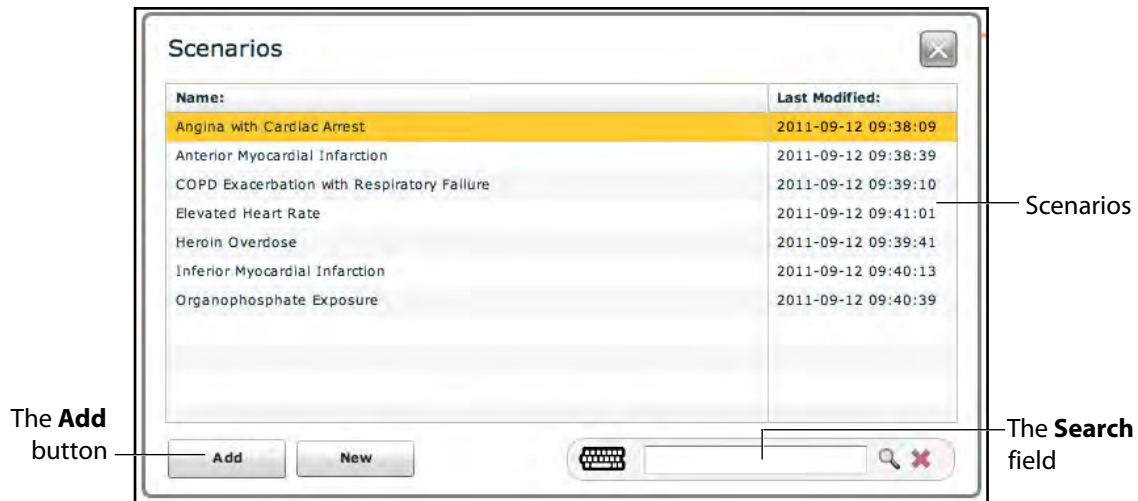 Scenarios
Name: Last Modified:
Angina with Cardiac Arrest 2011-09-12 09:38:09
Anterior Myocardial Infarction 2011-09-12 09:38:39
COPD Exacerbation with Respiratory Failure 2011-09-12 09:39:10
Elevated Heart Rate 2011-09-12 09:41:01
Heroin Overdose 2011-09-12 09:39:41
Inferior Myocardial Infarction 2011-09-12 09:40:13
Organophosphate Exposure 2011-09-12 09:40:39
Scenarios
The Add
button
Add New
The Search
field